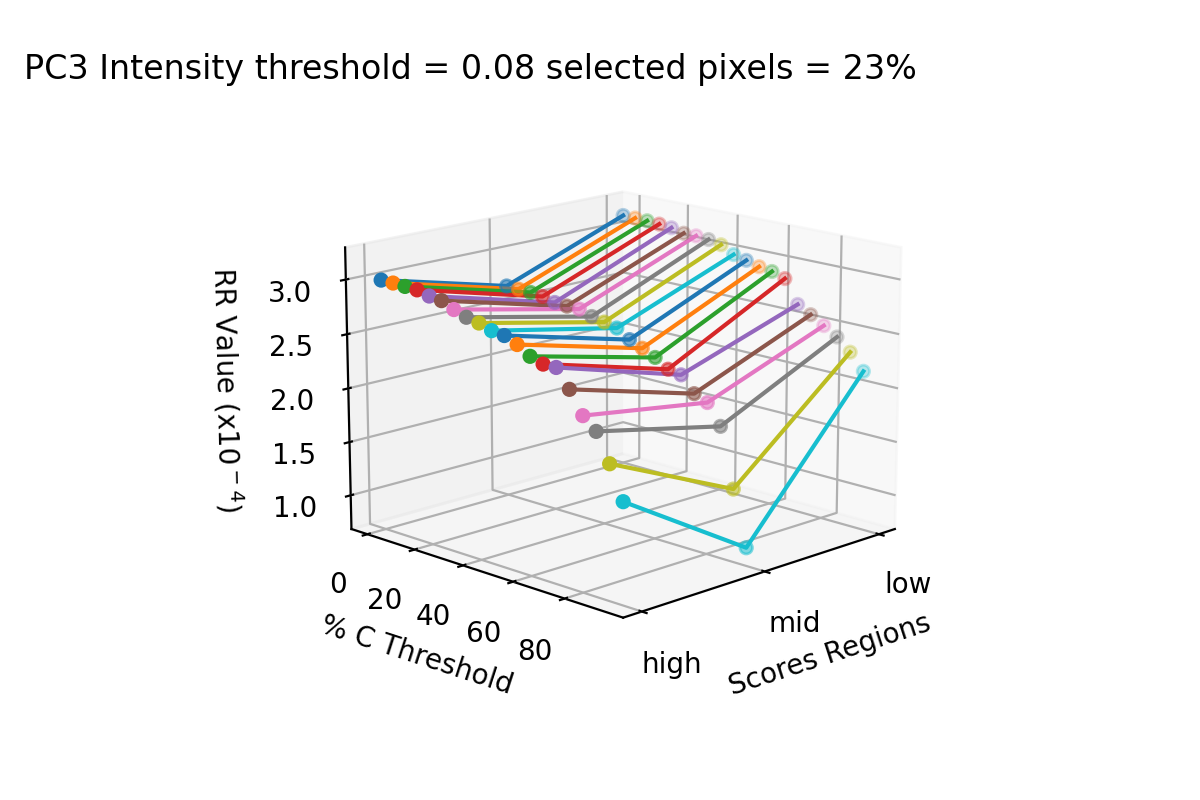 PC3 Intensity threshold = 0.08 selected pixels = 23%
RR Value (x10⁻⁴)
3.0
2.5
2.0
1.5
1.0
0
20
40
60
80
% C Threshold
high
mid
low
Scores Regions